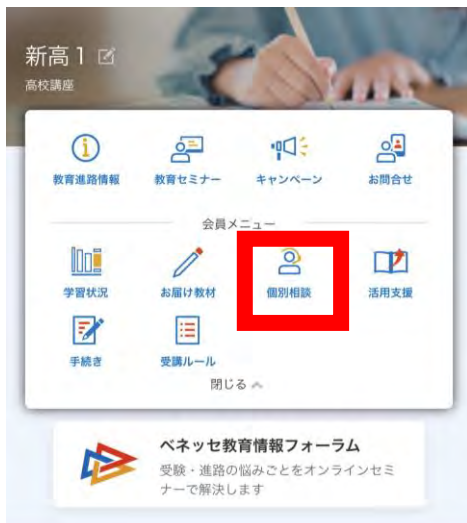 新高1
高校講座
教育進路情報
教育セミナー
キャンペーン
お問合せ
会員メニュー
学習状況
お届け教材
個別相談
活用支援
手続き
受講ルール
閉じる
ベネッセ教育情報フォーラム
受験・進路の悩みごとをオンラインセミ
ナーで解決します